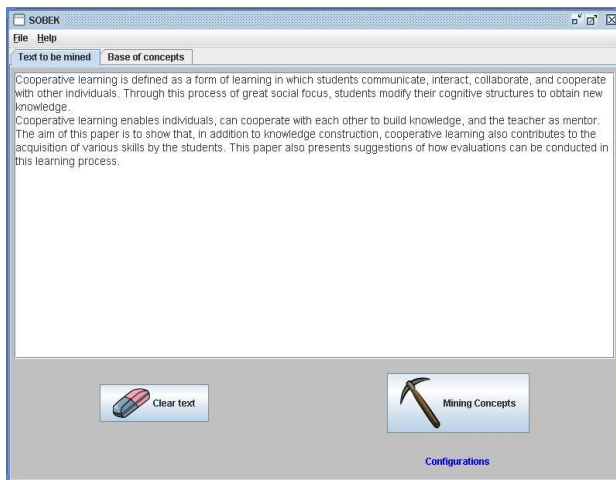 SOBEK
File Help
Text to be mined Base of concepts
Cooperative learning is defined as a form of learning in which students communicate, interact, collaborate, and cooperate
with other individuals. Through this process of great social focus, students modify their cognitive structures to obtain new
knowledge.
Cooperative learning enables individuals, can cooperate with each other to build knowledge, and the teacher as mentor.
The aim of this paper is to show that, in addition to knowledge construction, cooperative learning also contributes to the
acquisition of various skills by the students. This paper also presents suggestions of how evaluations can be conducted in
this learning process.
Clear text Mining Concepts
Configurations